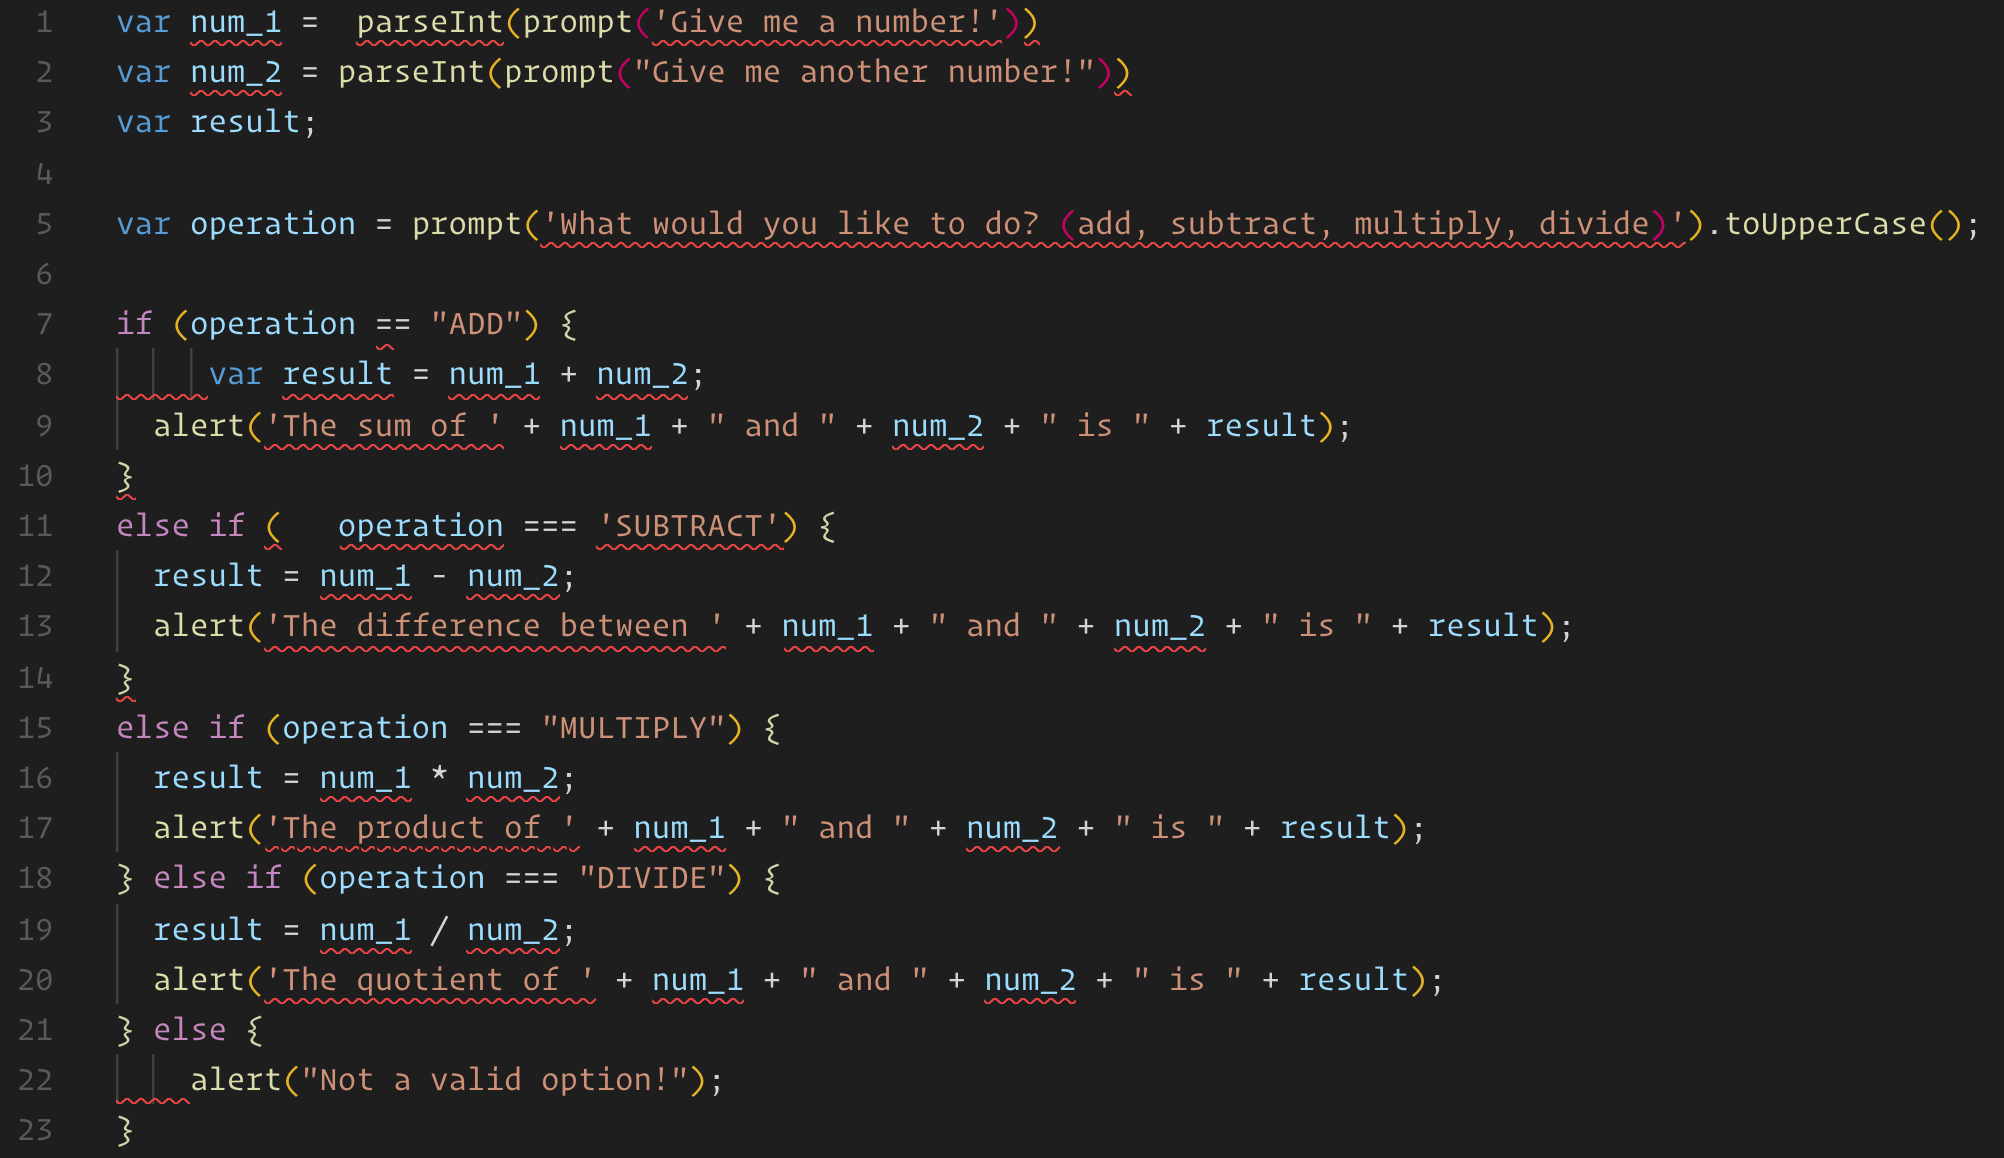 1 var num_1 =  parseInt(prompt('Give me a number!'))
2 var num_2 = parseInt(prompt("Give me another number!"))
3 var result;
4
5 var operation = prompt('What would you like to do? (add, subtract, multiply, divide)').toUpperCase();
6
7 if (operation == "ADD") {
8      var result = num_1 + num_2;
9   alert('The sum of ' + num_1 + " and " + num_2 + " is " + result);
10 }
11 else if (   operation === 'SUBTRACT') {
12   result = num_1 - num_2;
13   alert('The difference between ' + num_1 + " and " + num_2 + " is " + result);
14 }
15 else if (operation === "MULTIPLY") {
16   result = num_1 * num_2;
17   alert('The product of ' + num_1 + " and " + num_2 + " is " + result);
18 } else if (operation === "DIVIDE") {
19   result = num_1 / num_2;
20   alert('The quotient of ' + num_1 + " and " + num_2 + " is " + result);
21 } else {
22     alert("Not a valid option!");
23 }